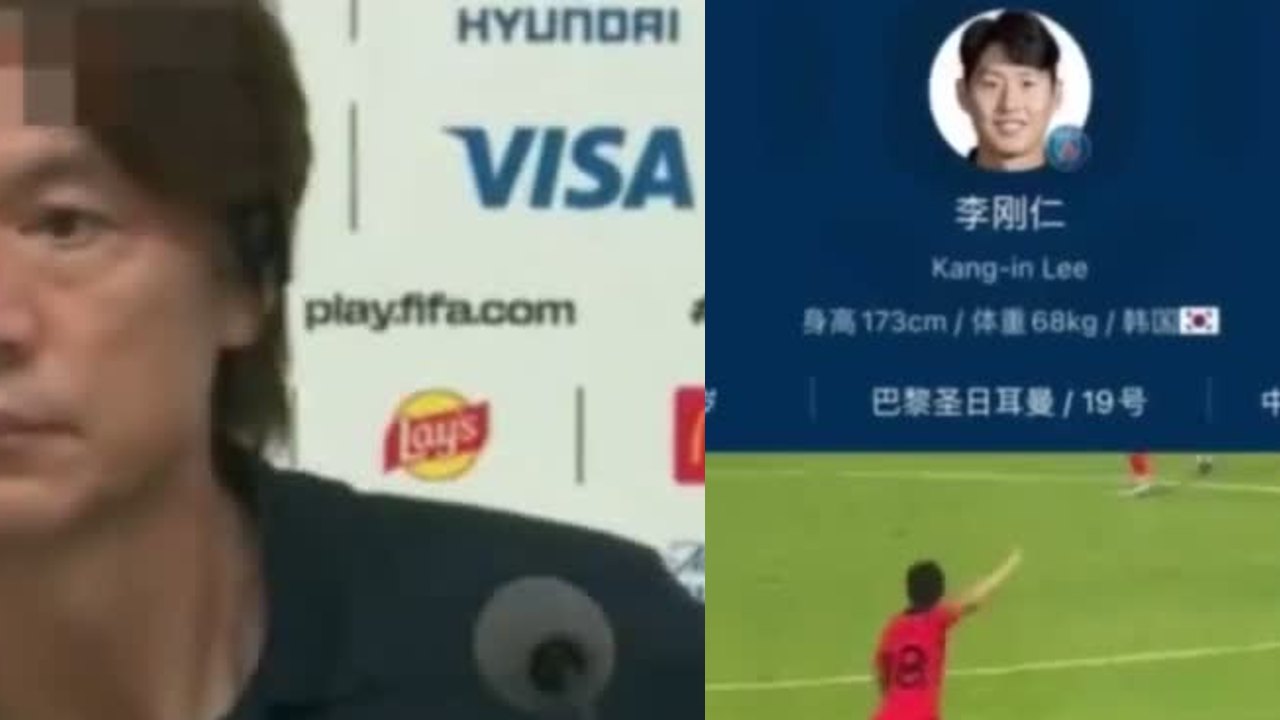 HYUNDAI
VISA
play.fifa.com
#
Lay's
李刚仁
Kang-in Lee
身高173cm / 体重68kg / 韩国
巴黎圣日耳曼 / 19号
中
18